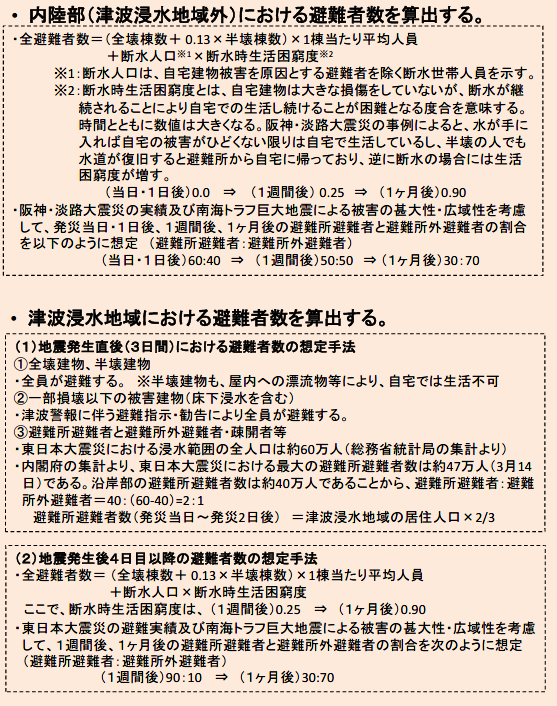 ・ 内陸部（津波浸水地域外）における避難者数を算出する。
・全避難者数＝（全壊棟数＋ 0.13×半壊棟数）×1棟当たり平均人員
＋断水人口※1×断水時生活困窮度※2
※1：断水人口は、自宅建物被害を原因とする避難者を除く断水世帯人員を示す。
※2：断水時生活困窮度とは、自宅建物は大きな損傷をしていないが、断水が継
続されることにより自宅での生活し続けることが困難となる度合を意味する。
時間とともに数値は大きくなる。阪神・淡路大震災の事例によると、水が手に
入れば自宅の被害がひどくない限りは自宅で生活しているし、半壊の人でも
水道が復旧すると避難所から自宅に帰っており、逆に断水の場合には生活
困窮度が増す。
（当日・1日後）0.0 ⇒ （1週間後） 0.25 ⇒ （1ヶ月後）0.90
・阪神・淡路大震災の実績及び南海トラフ巨大地震による被害の甚大性・広域性を考慮
して、発災当日・1日後、1週間後、1ヶ月後の避難所避難者と避難所外避難者の割合
を以下のように想定 （避難所避難者：避難所外避難者）
（当日・1日後）60:40 ⇒ （1週間後）50:50 ⇒（1ヶ月後）30：70
・ 津波浸水地域における避難者数を算出する。
（1）地震発生直後（3日間）における避難者数の想定手法
①全壊建物、半壊建物
・全員が避難する。 ※半壊建物も、屋内への漂流物等により、自宅では生活不可
②一部損壊以下の被害建物（床下浸水を含む）
・津波警報に伴う避難指示・勧告により全員が避難する。
③避難所避難者と避難所外避難者・疎開者等
・東日本大震災における浸水範囲の全人口は約60万人（総務省統計局の集計より）
・内閣府の集計より、東日本大震災における最大の避難所避難者数は約47万人（3月14
日）である。沿岸部の避難所避難者数は約40万人であることから、避難所避難者：避難
所外避難者＝40：（60-40）=2：1
避難所避難者数（発災当日～発災2日後） ＝津波浸水地域の居住人口×2/3
（2）地震発生後4日目以降の避難者数の想定手法
・全避難者数＝ （全壊棟数＋ 0.13×半壊棟数）×1棟当たり平均人員
＋断水人口×断水時生活困窮度
ここで、断水時生活困窮度は、（1週間後）0.25 ⇒ （1ヶ月後）0.90
・東日本大震災の避難実績及び南海トラフ巨大地震による被害の甚大性・広域性を考慮
して、1週間後、1ヶ月後の避難所避難者と避難所外避難者の割合を次のように想定
（避難所避難者：避難所外避難者）
（1週間後）90：10 ⇒ （1ヶ月後）30:70